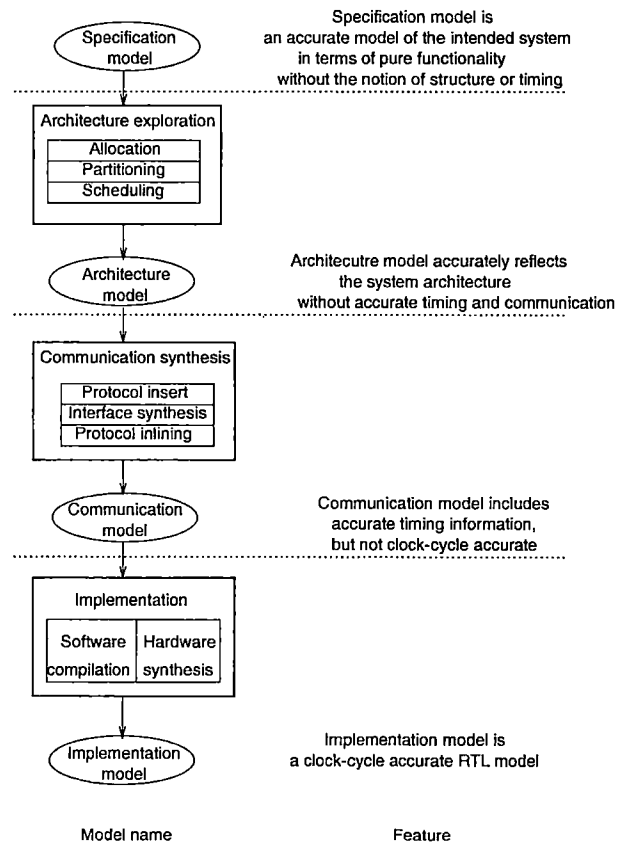 Specification
model
Specification model is
an accurate model of the intended system
in terms of pure functionality
without the notion of structure or timing
Architecture exploration
Allocation
Partitioning
Scheduling
Architecture
model
Architecutre model accurately reflects
the system architecture
without accurate timing and communication
Communication synthesis
Protocol insert
Interface synthesis
Protocol inlining
Communication
model
Communication model includes
accurate timing information,
but not clock-cycle accurate
Implementation
Software
compilation
Hardware
synthesis
Implementation
model
Implementation model is
a clock-cycle accurate RTL model
Model name
Feature